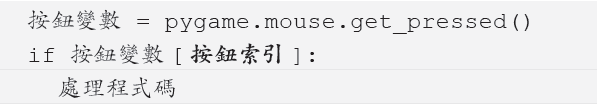 按鈕變數 = pygame.mouse.get_pressed()
if 按鈕變數[按鈕索引]:
  處理程式碼